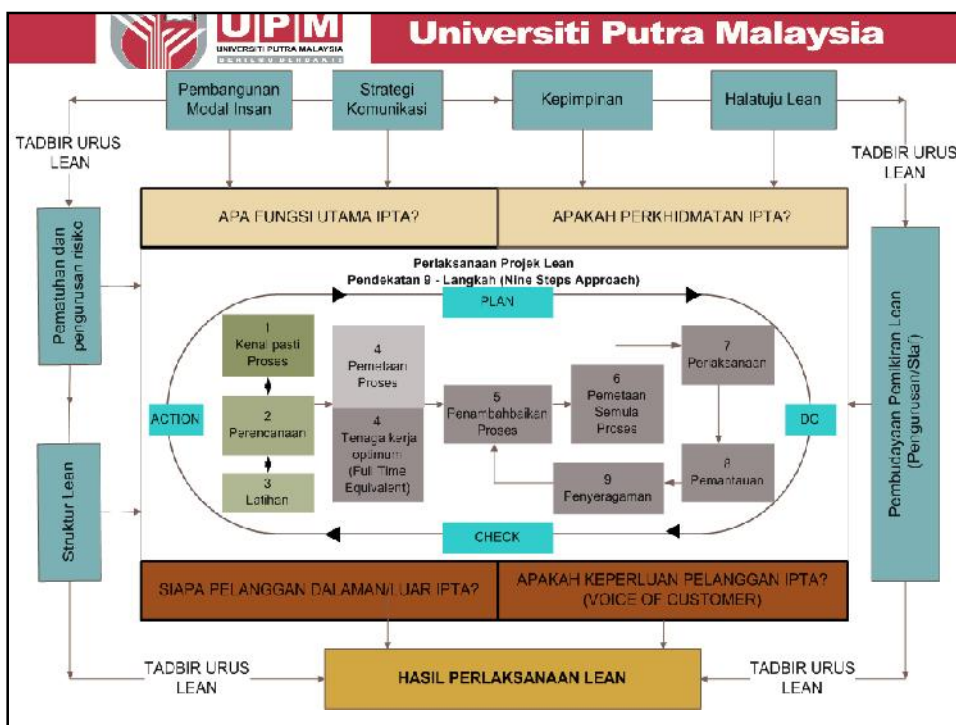 UPM
UNIVERSITI PUTRA MALAYSIA
BERILMU BERBAKTI
Universiti Putra Malaysia
Pembangunan
Modal Insan
Strategi
Komunikasi
Kepimpinan
Halatuju Lean
TADBIR URUS
LEAN
TADBIR URUS
LEAN
APA FUNGSI UTAMA IPTA?
APAKAH PERKHIDMATAN IPTA?
Pematuhan dan
pengurusan risiko
Struktur Lean
Pembudayaan Pemikiran Lean
(Pengurusan/Staf)
Perlaksanaan Projek Lean
Pendekatan 9 - Langkah (Nine Steps Approach)
PLAN
ACTION
DO
CHECK
1
Kenal pasti
Proses
2
Perencanaan
3
Latihan
4
Pemetaan
Proses
4
Tenaga kerja
optimum
(Full Time
Equivalent)
5
Penambahbaikan
Proses
6
Pemetaan
Semula
Proses
7
Perlaksanaan
8
Pemantauan
9
Penyeragaman
SIAPA PELANGGAN DALAMAN/LUAR IPTA?
APAKAH KEPERLUAN PELANGGAN IPTA?
(VOICE OF CUSTOMER)
TADBIR URUS
LEAN
HASIL PERLAKSANAAN LEAN
TADBIR URUS
LEAN